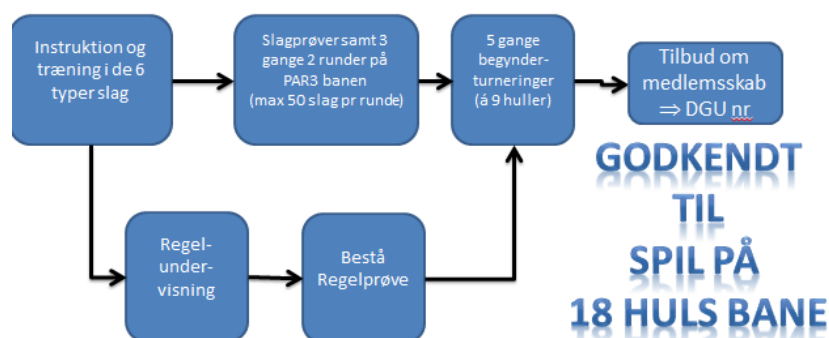 Instruktion og
træning i de 6
typer slag
Slagprøver samt 3
gange 2 runder på
PAR3 banen
(max 50 slag pr runde)
5 gange
begynder-
turneringer
(á 9 huller)
Tilbud om
medlemsskab
⇒ DGU nr
Regel-
under-
visning
Bestå
Regelprøve
GODKENDT
TIL
SPIL PÅ
18 HULS BANE